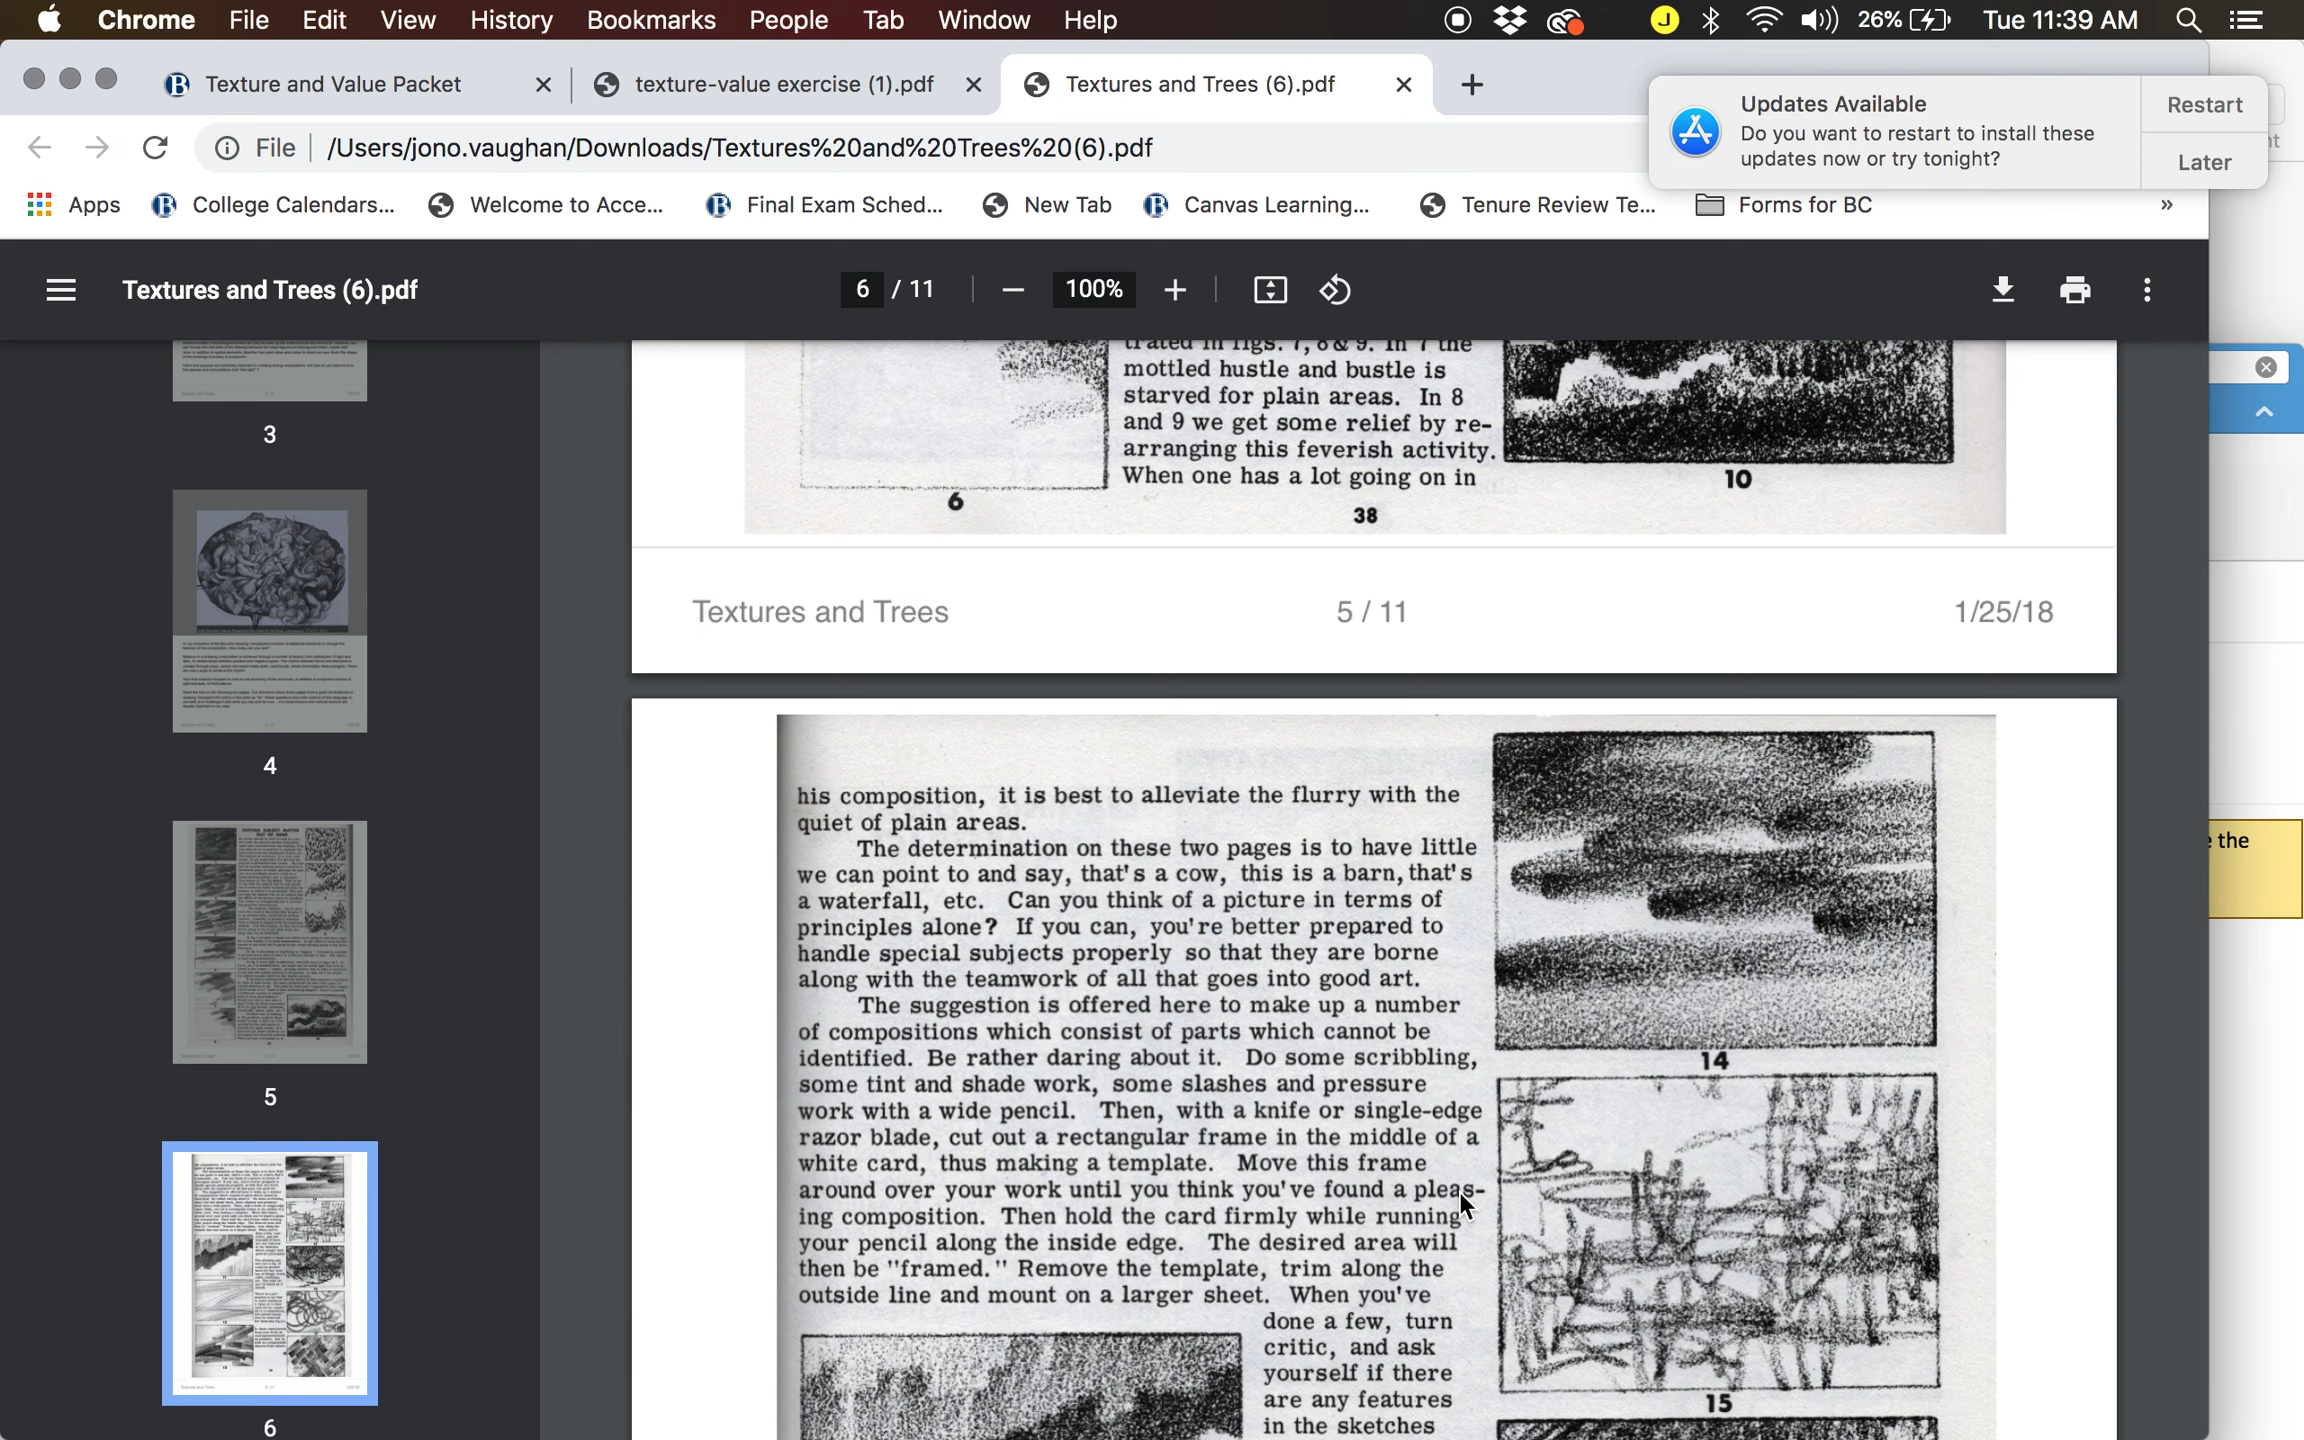 Chrome File Edit View History Bookmarks People Tab Window Help
J 26% Tue 11:39 AM
Texture and Value Packet
texture-value exercise (1).pdf
Textures and Trees (6).pdf
Updates Available
Do you want to restart to install these
updates now or try tonight?
Restart
Later
File /Users/jono.vaughan/Downloads/Textures%20and%20Trees%20(6).pdf
Apps College Calendars... Welcome to Acce... Final Exam Sched... New Tab Canvas Learning... Tenure Review Te... Forms for BC »
Textures and Trees (6).pdf
6 / 11
100%
3
4
5
6
trated in figs. 7, 8 & 9. In 7 the
mottled hustle and bustle is
starved for plain areas. In 8
and 9 we get some relief by re-
arranging this feverish activity.
When one has a lot going on in
6
10
38
Textures and Trees 5 / 11 1/25/18
his composition, it is best to alleviate the flurry with the
quiet of plain areas.
The determination on these two pages is to have little
we can point to and say, that's a cow, this is a barn, that's
a waterfall, etc. Can you think of a picture in terms of
principles alone? If you can, you're better prepared to
handle special subjects properly so that they are borne
along with the teamwork of all that goes into good art.
The suggestion is offered here to make up a number
of compositions which consist of parts which cannot be
identified. Be rather daring about it. Do some scribbling,
some tint and shade work, some slashes and pressure
work with a wide pencil. Then, with a knife or single-edge
razor blade, cut out a rectangular frame in the middle of a
white card, thus making a template. Move this frame
around over your work until you think you've found a pleas-
ing composition. Then hold the card firmly while running
your pencil along the inside edge. The desired area will
then be "framed." Remove the template, trim along the
outside line and mount on a larger sheet. When you've
done a few, turn
critic, and ask
yourself if there
are any features
in the sketches
14
15
the